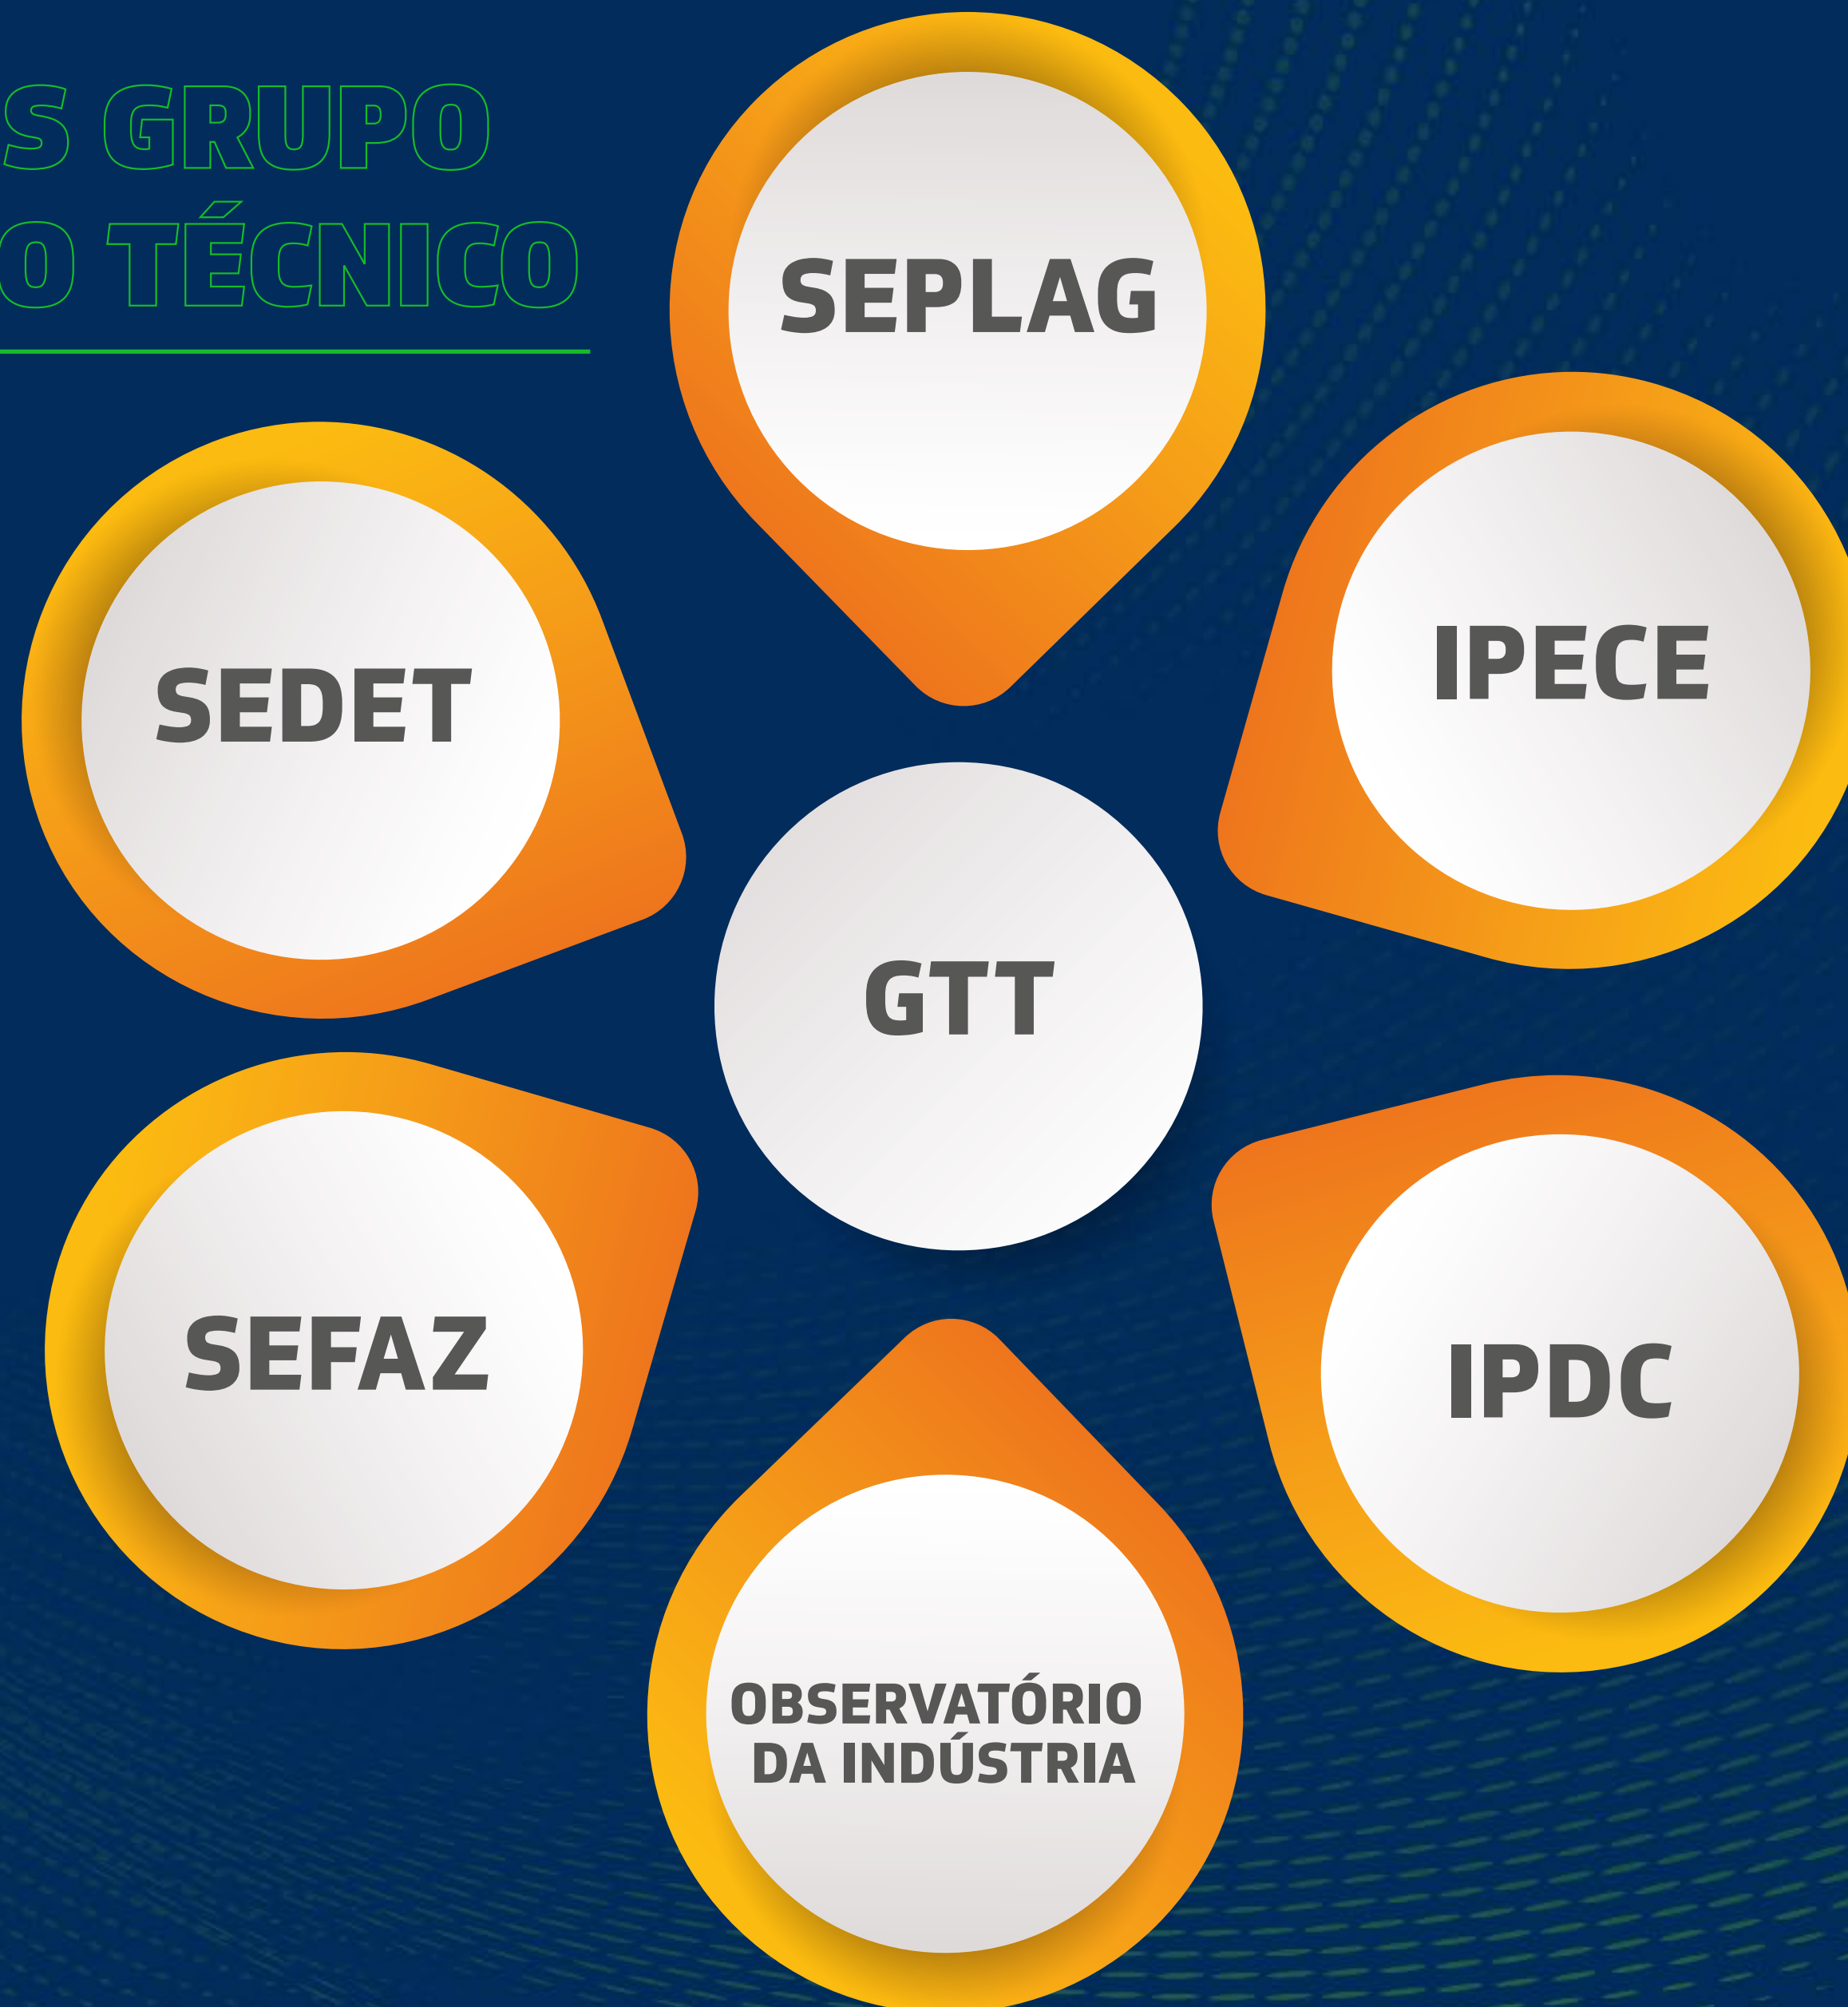 S GRUPO
O TÉCNICO
SEPLAG
IPECE
SEDET
GTT
SEFAZ
IPDC
OBSERVATÓRIO
DA INDÚSTRIA